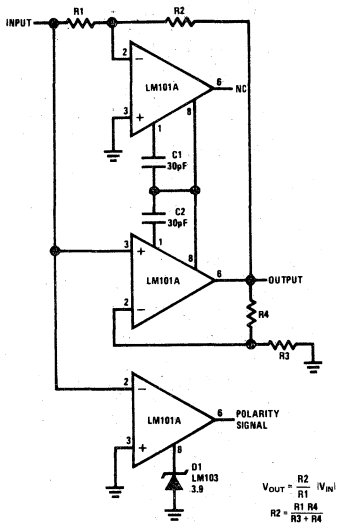 INPUT
R1
R2
2
−
LM101A
6
NC
3
+
8
1
C1
30pF
C2
30pF
1
3
+
8
LM101A
6
OUTPUT
2
−
R4
R3
2
−
LM101A
6
POLARITY
SIGNAL
3
+
8
D1
LM103
3.9
VOUT = R2/R1 |VIN|
R2 = R1 R4/R3 + R4